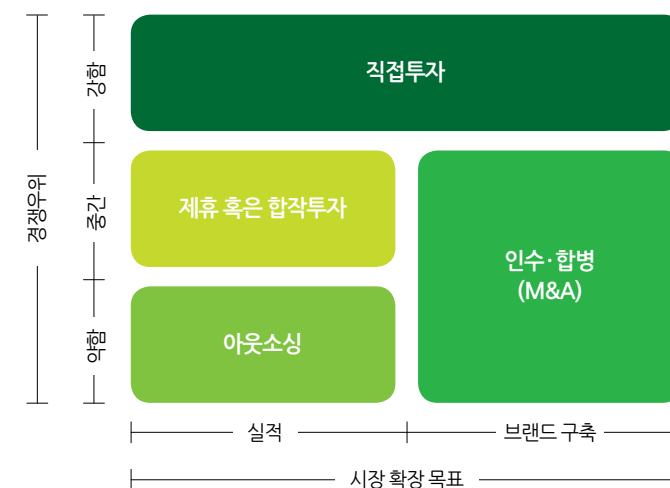 경쟁우위
강함
중간
약함
직접투자
제휴 혹은 합작투자
아웃소싱
인수·합병
(M&A)
실적
브랜드 구축
시장 확장 목표